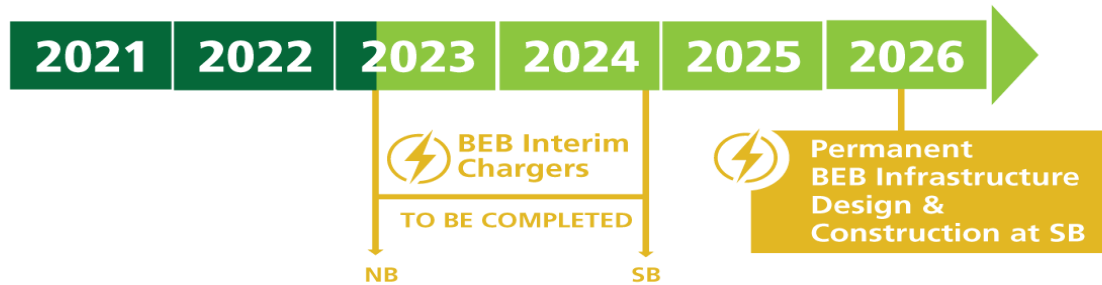 2021 2022 2023 2024 2025 2026
BEB Interim
Chargers
TO BE COMPLETED
NB
SB
Permanent
BEB Infrastructure
Design &
Construction at SB